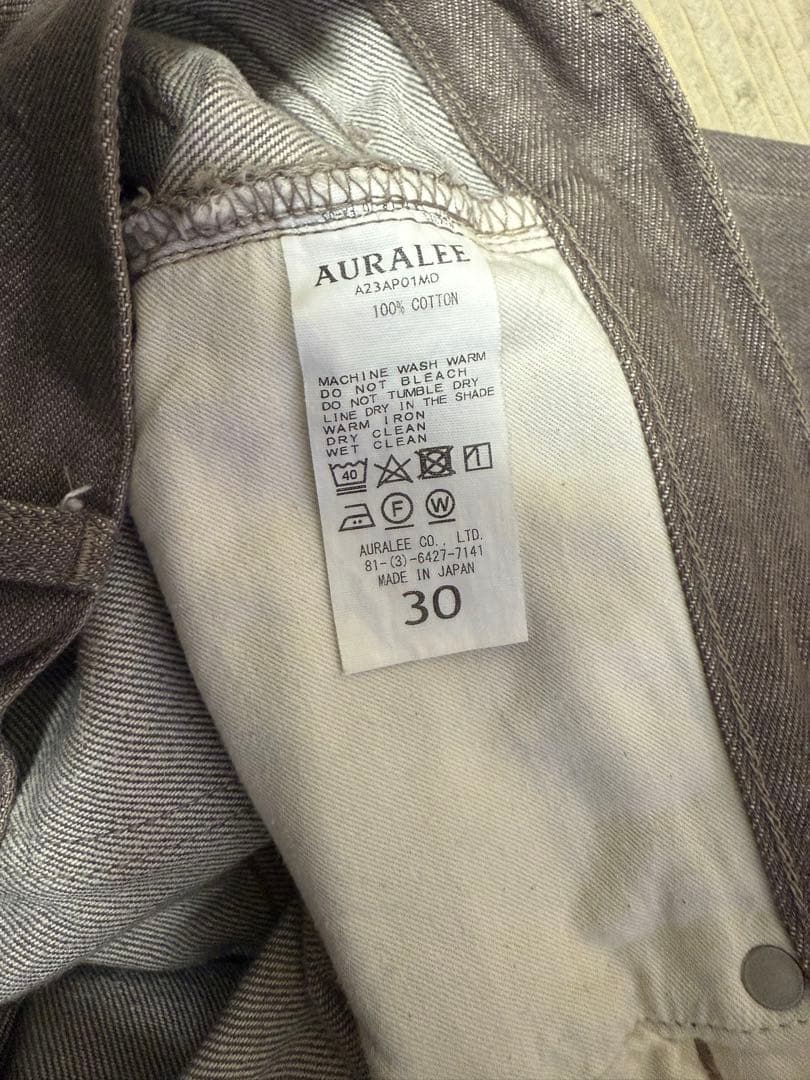 AURALEE
A23AP01MD
100% COTTON
MACHINE WASH WARM
DO NOT BLEACH
DO NOT TUMBLE DRY
LINE DRY IN THE SHADE
WARM IRON
DRY CLEAN
WET CLEAN
40
F W
AURALEE CO., LTD.
81-(3)-6427-7141
MADE IN JAPAN
30